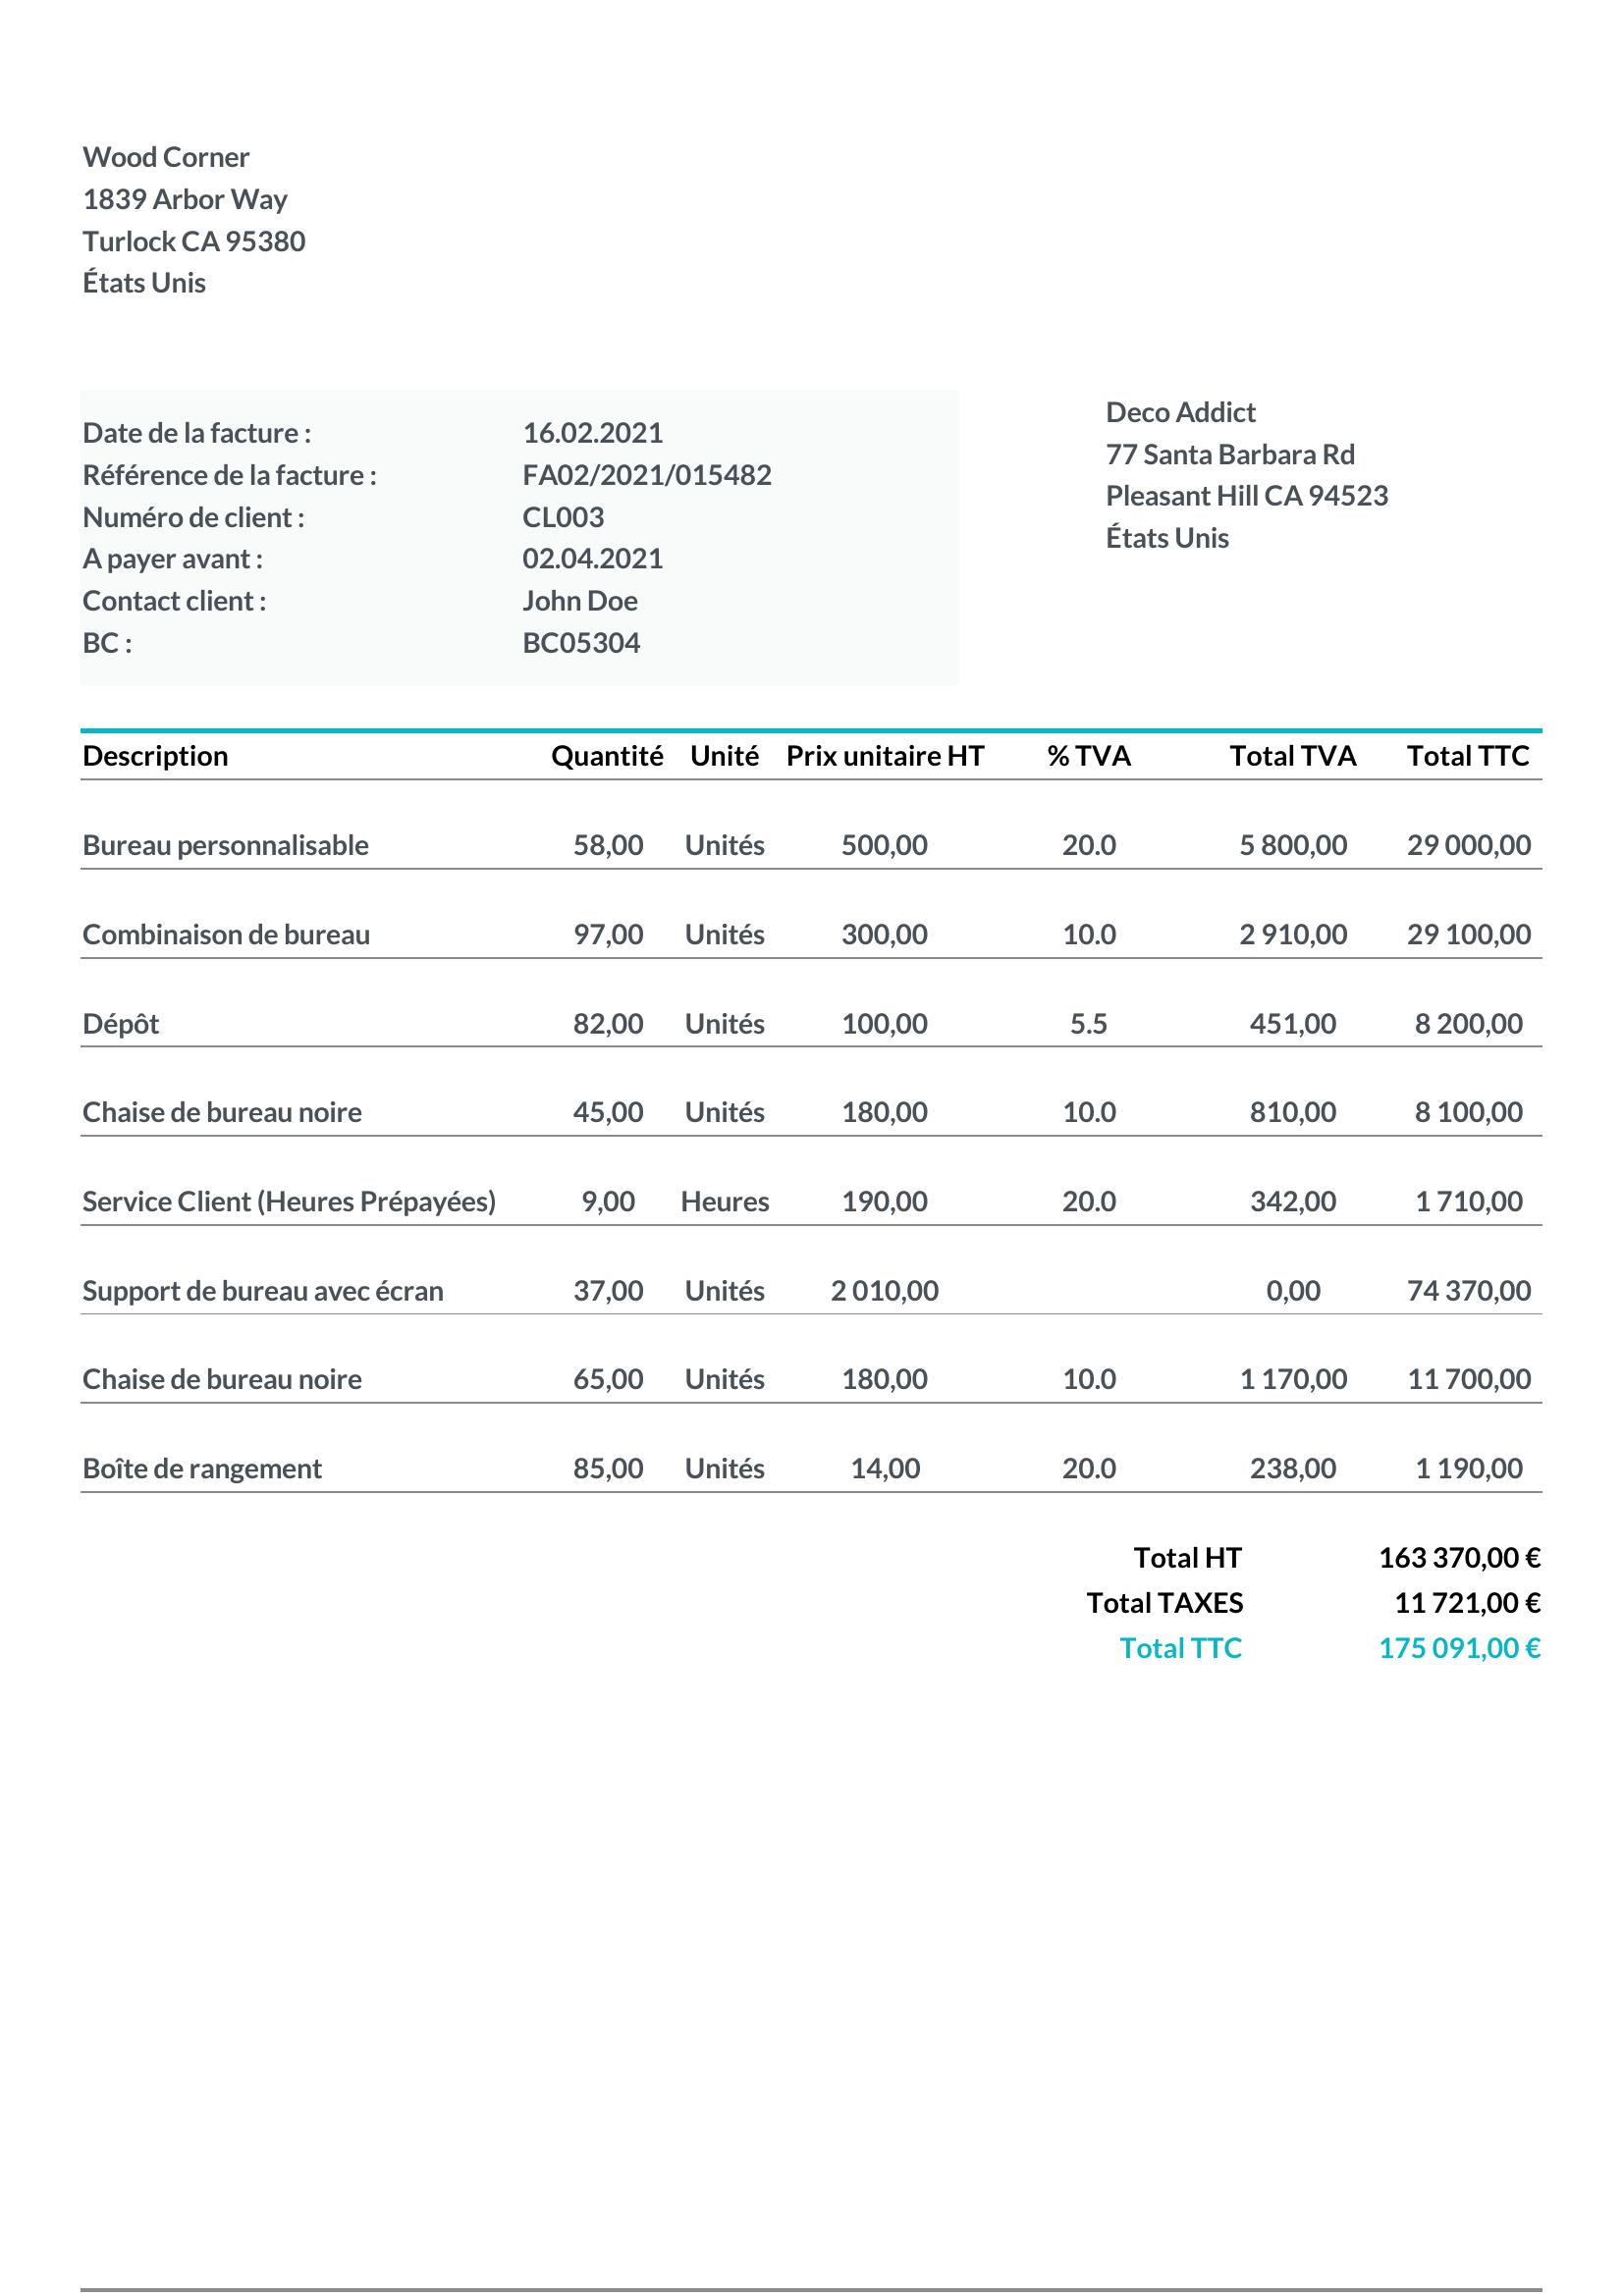 Wood Corner
1839 Arbor Way
Turlock CA 95380
États Unis
Date de la facture : 16.02.2021
Référence de la facture : FA02/2021/015482
Numéro de client : CL003
A payer avant : 02.04.2021
Contact client : John Doe
BC : BC05304
Deco Addict
77 Santa Barbara Rd
Pleasant Hill CA 94523
États Unis
Description Quantité Unité Prix unitaire HT % TVA Total TVA Total TTC
Bureau personnalisable 58,00 Unités 500,00 20.0 5 800,00 29 000,00
Combinaison de bureau 97,00 Unités 300,00 10.0 2 910,00 29 100,00
Dépôt 82,00 Unités 100,00 5.5 451,00 8 200,00
Chaise de bureau noire 45,00 Unités 180,00 10.0 810,00 8 100,00
Service Client (Heures Prépayées) 9,00 Heures 190,00 20.0 342,00 1 710,00
Support de bureau avec écran 37,00 Unités 2 010,00 0,00 74 370,00
Chaise de bureau noire 65,00 Unités 180,00 10.0 1 170,00 11 700,00
Boîte de rangement 85,00 Unités 14,00 20.0 238,00 1 190,00
Total HT 163 370,00 €
Total TAXES 11 721,00 €
Total TTC 175 091,00 €